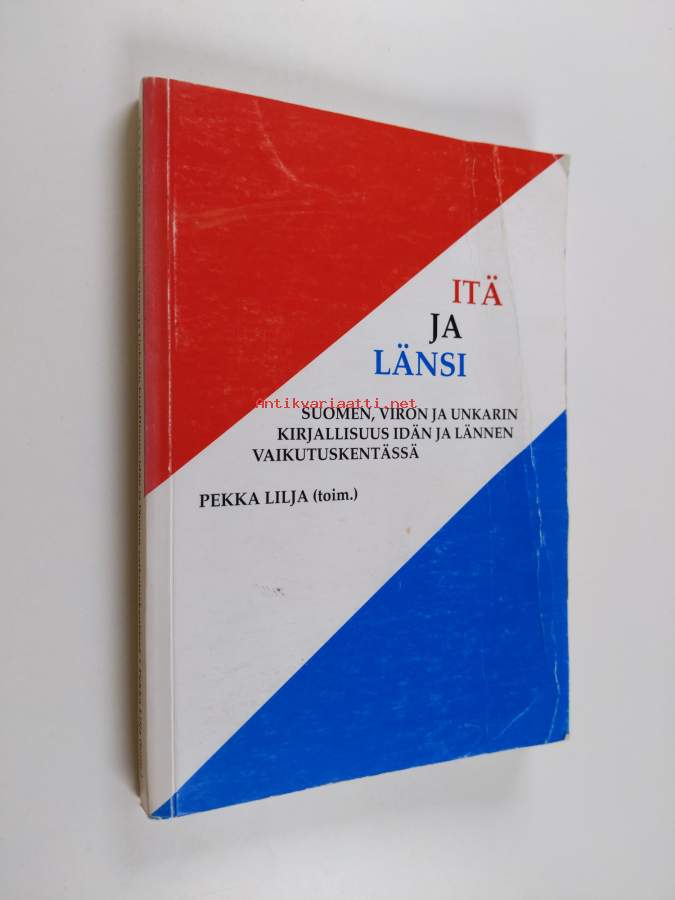 ITÄ
JA
LÄNSI
Antikvariaatti.net
SUOMEN, VIRON JA UNKARIN
KIRJALLISUUS IDÄN JA LÄNNEN
VAIKUTUSKENTÄSSÄ
PEKKA LILJA (toim.)